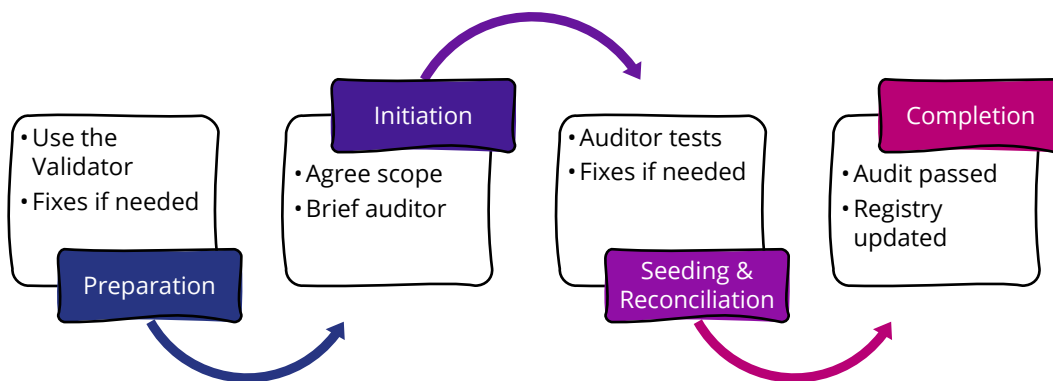 • Use the
Validator
• Fixes if needed
Preparation
Initiation
• Agree scope
• Brief auditor
• Auditor tests
• Fixes if needed
Seeding &
Reconciliation
Completion
• Audit passed
• Registry
updated